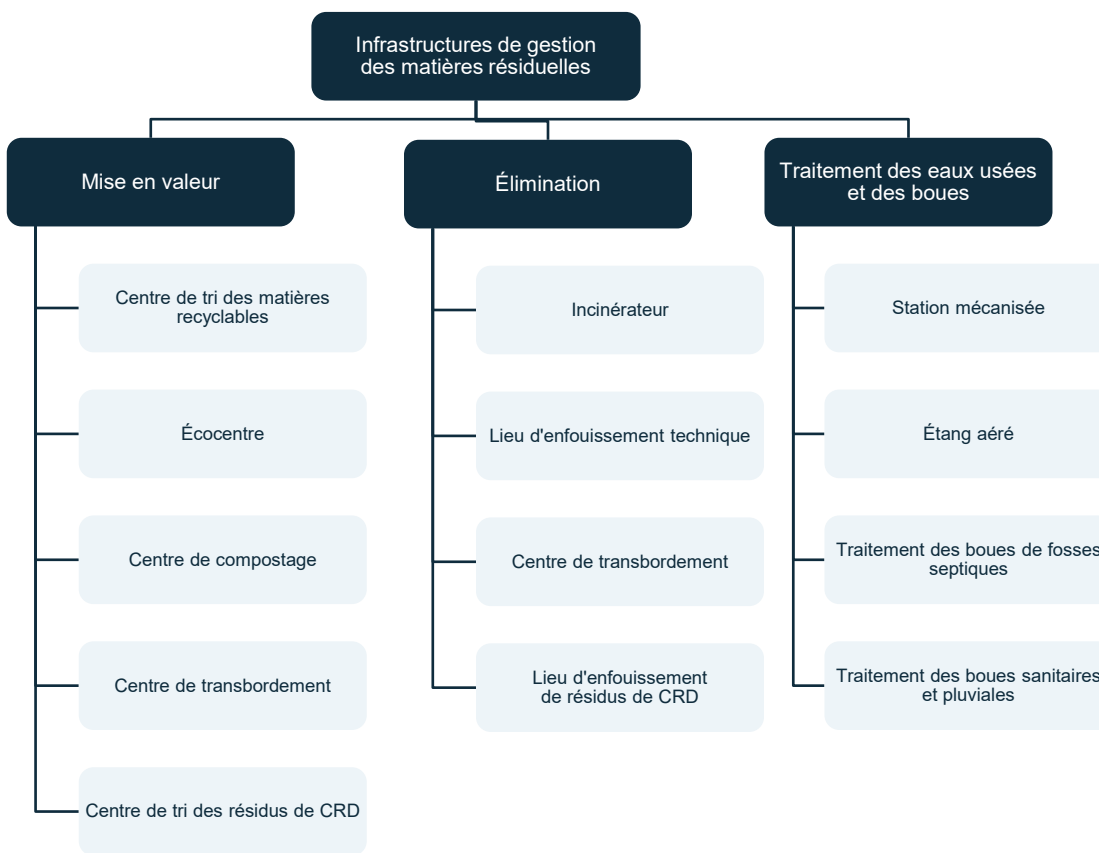 Infrastructures de gestion
des matières résiduelles
Mise en valeur
Centre de tri des matières
recyclables
Écocentre
Centre de compostage
Centre de transbordement
Centre de tri des résidus de CRD
Élimination
Incinérateur
Lieu d'enfouissement technique
Centre de transbordement
Lieu d'enfouissement
de résidus de CRD
Traitement des eaux usées
et des boues
Station mécanisée
Étang aéré
Traitement des boues de fosses
septiques
Traitement des boues sanitaires
et pluviales